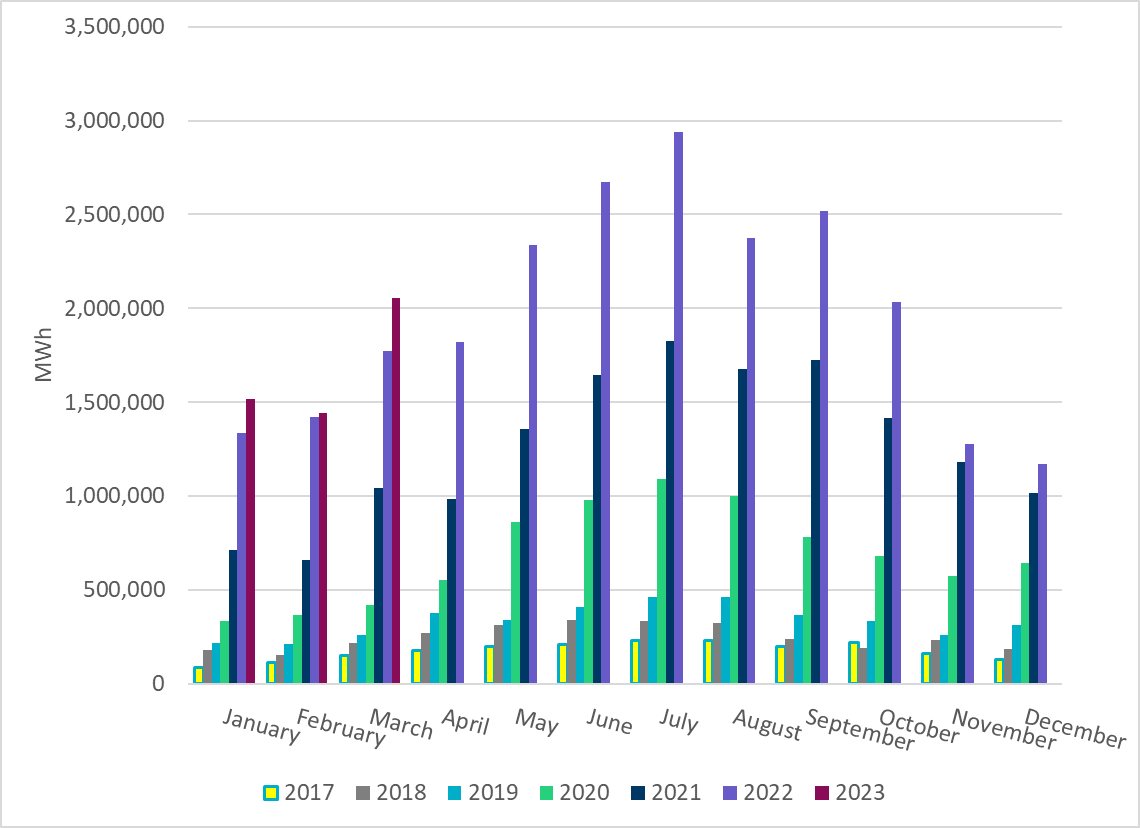 3,500,000
3,000,000
2,500,000
2,000,000
1,500,000
1,000,000
500,000
0
MWh
January February March April May June July August September October November December
2017 2018 2019 2020 2021 2022 2023